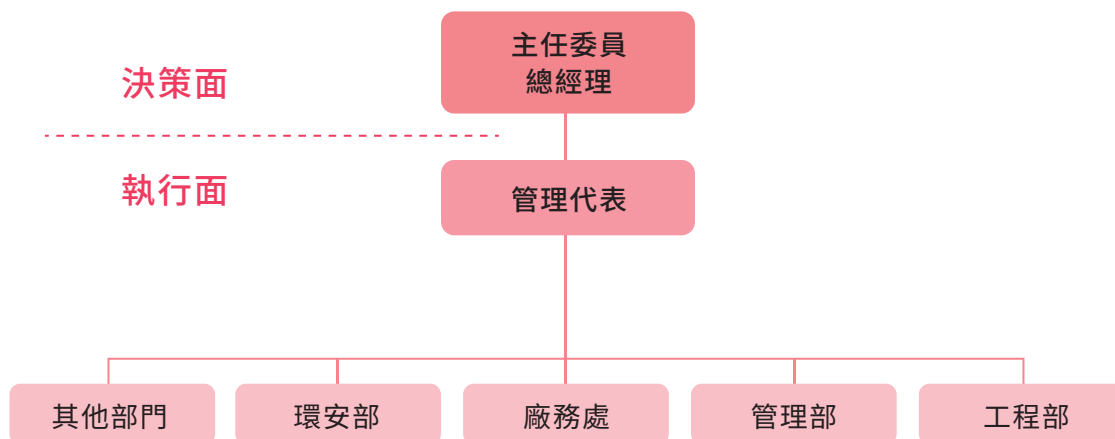 主任委員
總經理
決策面
執行面
管理代表
其他部門
環安部
廠務處
管理部
工程部